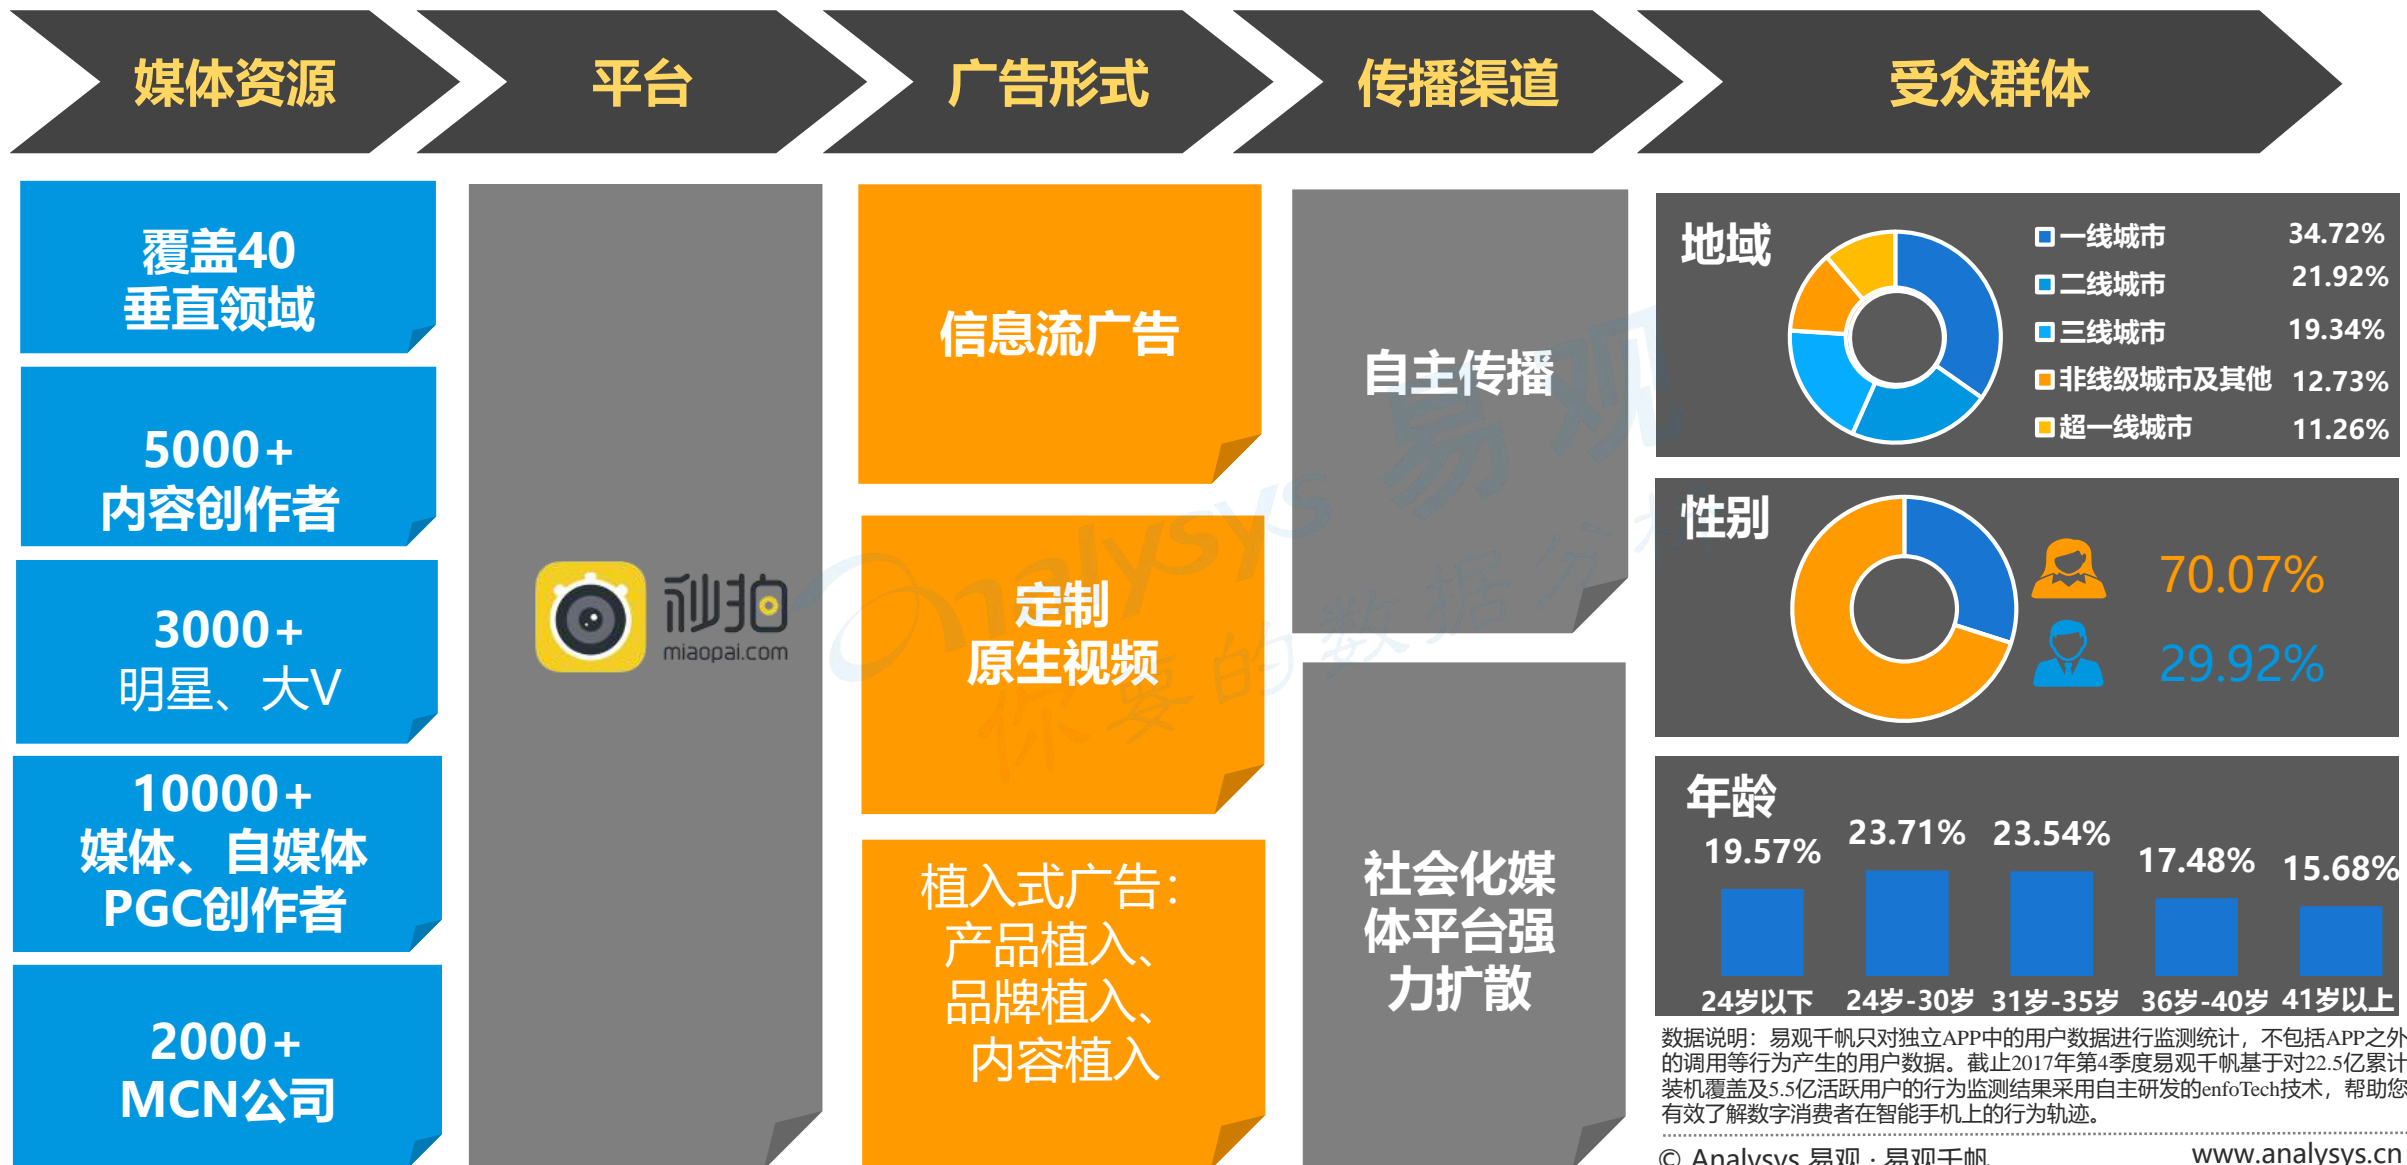 媒体资源
平台
广告形式
传播渠道
受众群体
覆盖40
垂直领域
5000+
内容创作者
3000+
明星、大V
10000+
媒体、自媒体
PGC创作者
2000+
MCN公司
秒拍
miaopai.com
信息流广告
定制
原生视频
植入式广告：
产品植入、
品牌植入、
内容植入
自主传播
社会化媒
体平台强
力扩散
地域
一线城市 34.72%
二线城市 21.92%
三线城市 19.34%
非线级城市及其他 12.73%
超一线城市 11.26%
性别
70.07%
29.92%
年龄
19.57% 23.71% 23.54% 17.48% 15.68%
24岁以下 24岁-30岁 31岁-35岁 36岁-40岁 41岁以上
数据说明：易观千帆只对独立APP中的用户数据进行监测统计，不包括APP之外
的调用等行为产生的用户数据。截止2017年第4季度易观千帆基于对22.5亿累计
装机覆盖及5.5亿活跃用户的行为监测结果采用自主研发的enfoTech技术，帮助您
有效了解数字消费者在智能手机上的行为轨迹。
© Analysys 易观 · 易观千帆 www.analysys.cn
Analysys 易观
你要的数据分析